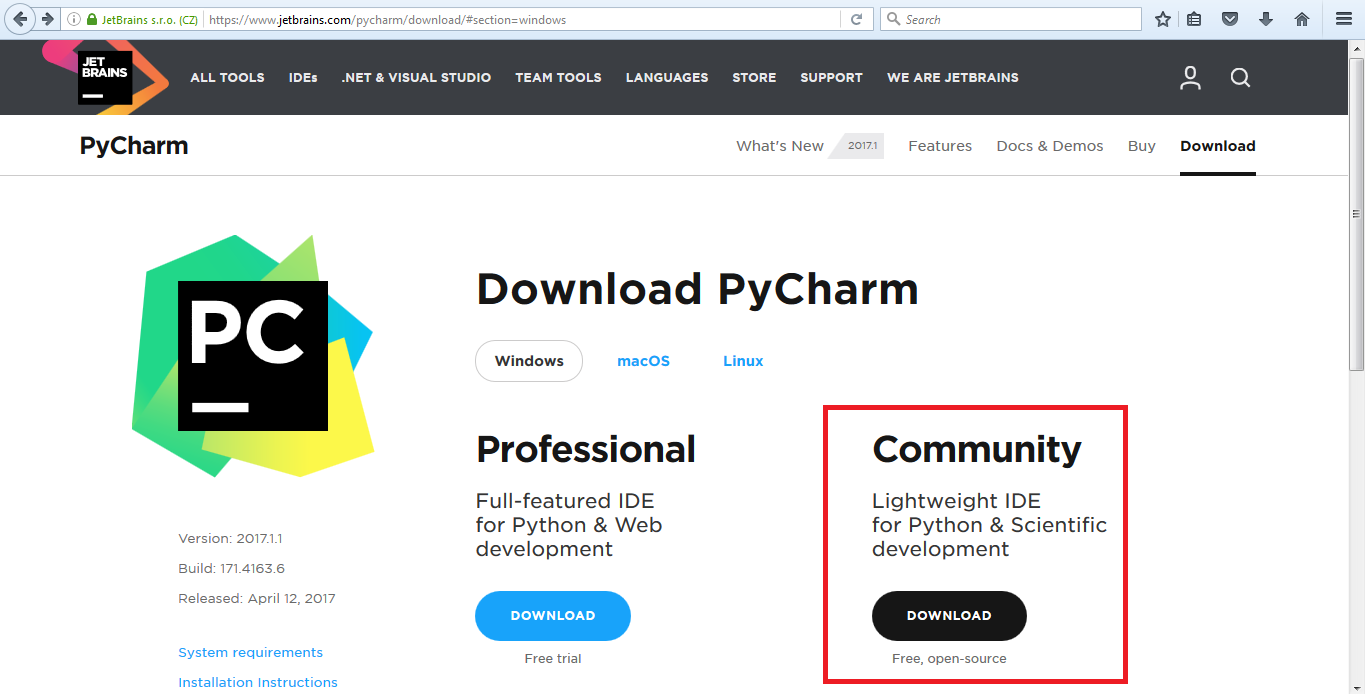 JetBrains s.r.o. (CZ)
https://www.jetbrains.com/pycharm/download/#section=windows
Search
JET
BRAINS
ALL TOOLS
IDEs
.NET & VISUAL STUDIO
TEAM TOOLS
LANGUAGES
STORE
SUPPORT
WE ARE JETBRAINS
PyCharm
What's New
2017.1
Features
Docs & Demos
Buy
Download
PC
Download PyCharm
Windows
macOS
Linux
Professional
Full-featured IDE
for Python & Web
development
DOWNLOAD
Free trial
Community
Lightweight IDE
for Python & Scientific
development
DOWNLOAD
Free, open-source
Version: 2017.1.1
Build: 171.4163.6
Released: April 12, 2017
System requirements
Installation Instructions